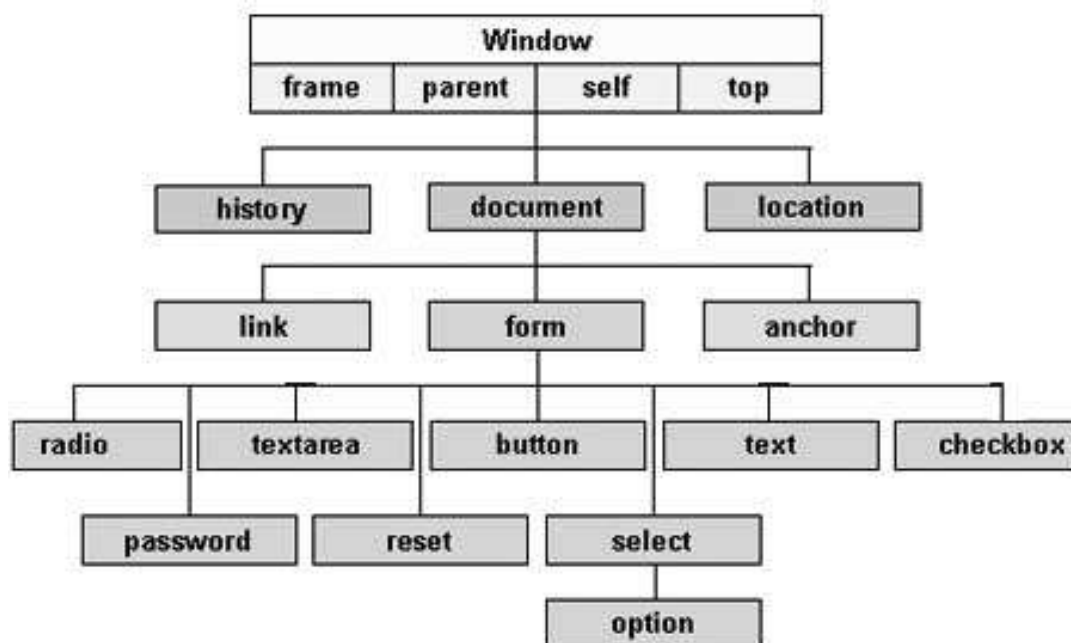 Window
frame parent self top
history document location
link form anchor
radio textarea button text checkbox
password reset select
option